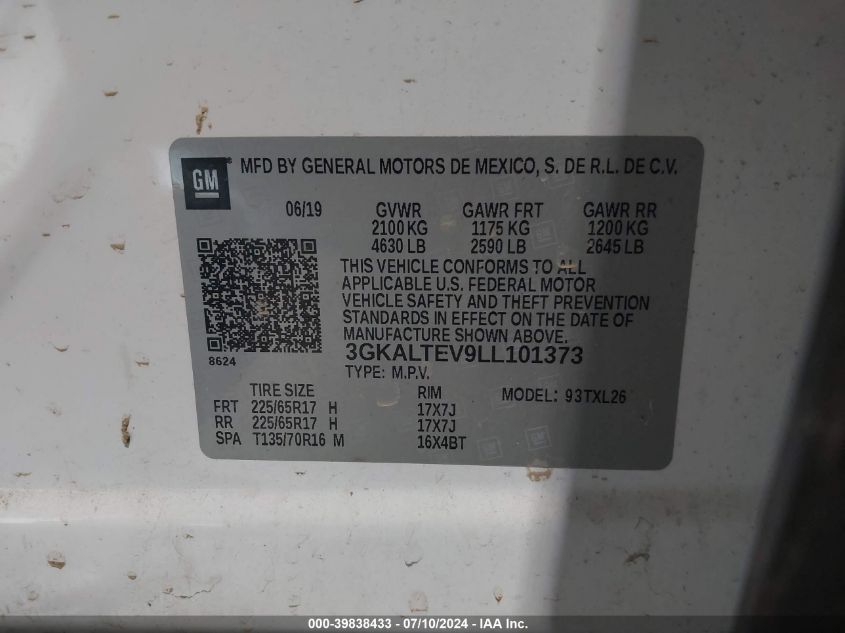 GM ® MFD BY GENERAL MOTORS DE MEXICO, S. DE R.L. DE C.V.
06/19 GVWR GAWR FRT GAWR RR
2100 KG 1175 KG 1200 KG
4630 LB 2590 LB 2645 LB
THIS VEHICLE CONFORMS TO ALL
APPLICABLE U.S. FEDERAL MOTOR
VEHICLE SAFETY AND THEFT PREVENTION
STANDARDS IN EFFECT ON THE DATE OF
MANUFACTURE SHOWN ABOVE.
8624
3GKALTEV9LL101373
TYPE: M.P.V.
TIRE SIZE RIM MODEL: 93TXL26
FRT 225/65R17 H 17X7J
RR 225/65R17 H 17X7J
SPA T135/70R16 M 16X4BT
000-39838433 - 07/10/2024 - IAA Inc.